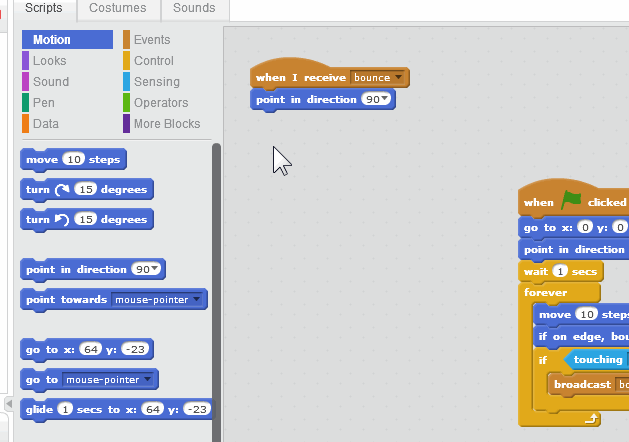 Scripts Costumes Sounds
Motion Events
Looks Control
Sound Sensing
Pen Operators
Data More Blocks
move 10 steps
turn 15 degrees
turn 15 degrees
point in direction 90
point towards mouse-pointer
go to x: 64 y: -23
go to mouse-pointer
glide 1 secs to x: 64 y: -23
when I receive bounce
point in direction 90
when clicked
go to x: 0 y: 0
point in direction
wait 1 secs
forever
move 10 steps
if on edge, bou
if touching
broadcast bo